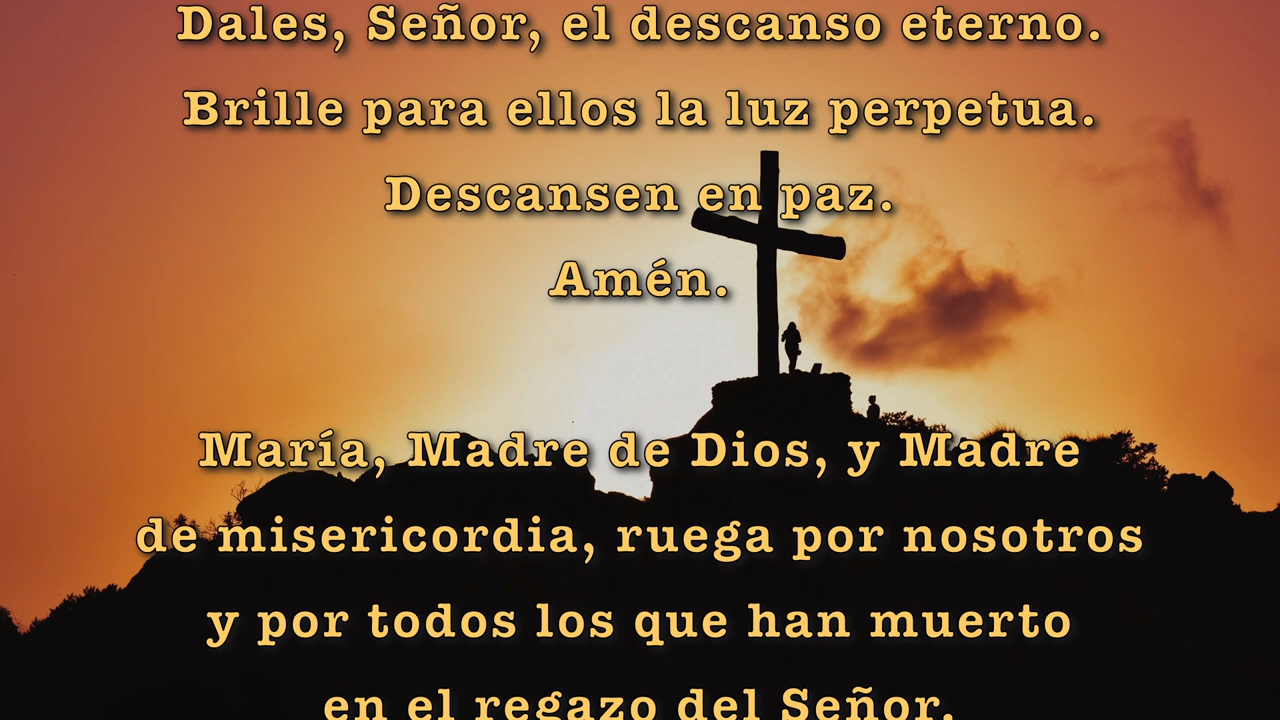 Dales, Señor, el descanso eterno.
Brille para ellos la luz perpetua.
Descansen en paz.
Amén.
María, Madre de Dios, y Madre
de misericordia, ruega por nosotros
y por todos los que han muerto
en el regazo del Señor.